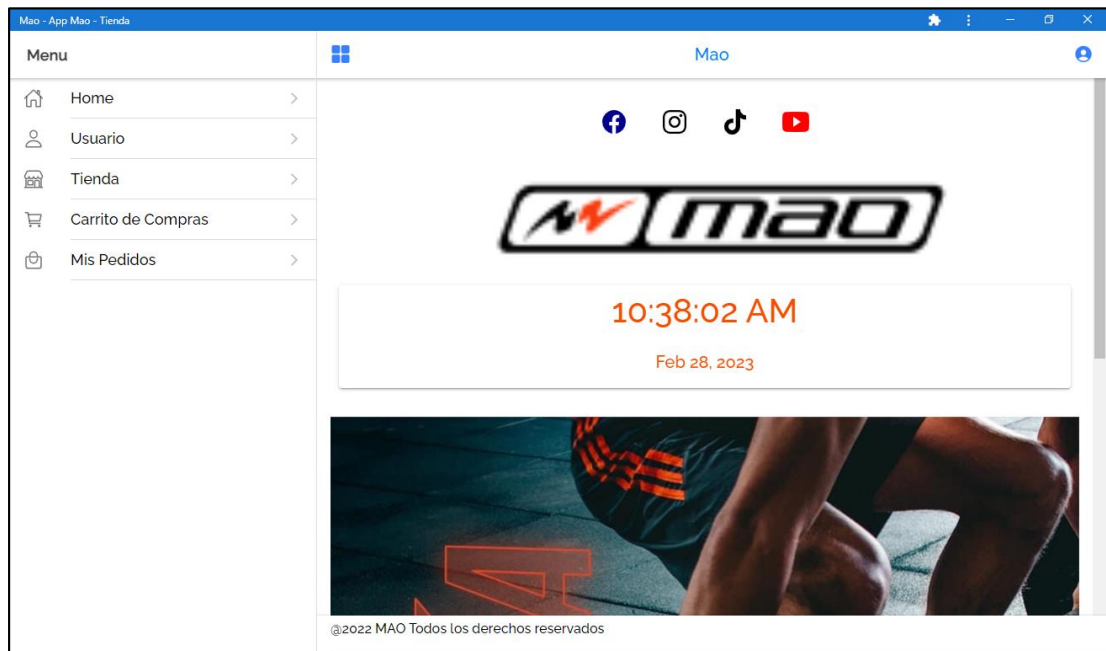 Mao - App Mao - Tienda
Menu
Mao
Home
Usuario
Tienda
Carrito de Compras
Mis Pedidos
mao
10:38:02 AM
Feb 28, 2023
A
@2022 MAO Todos los derechos reservados